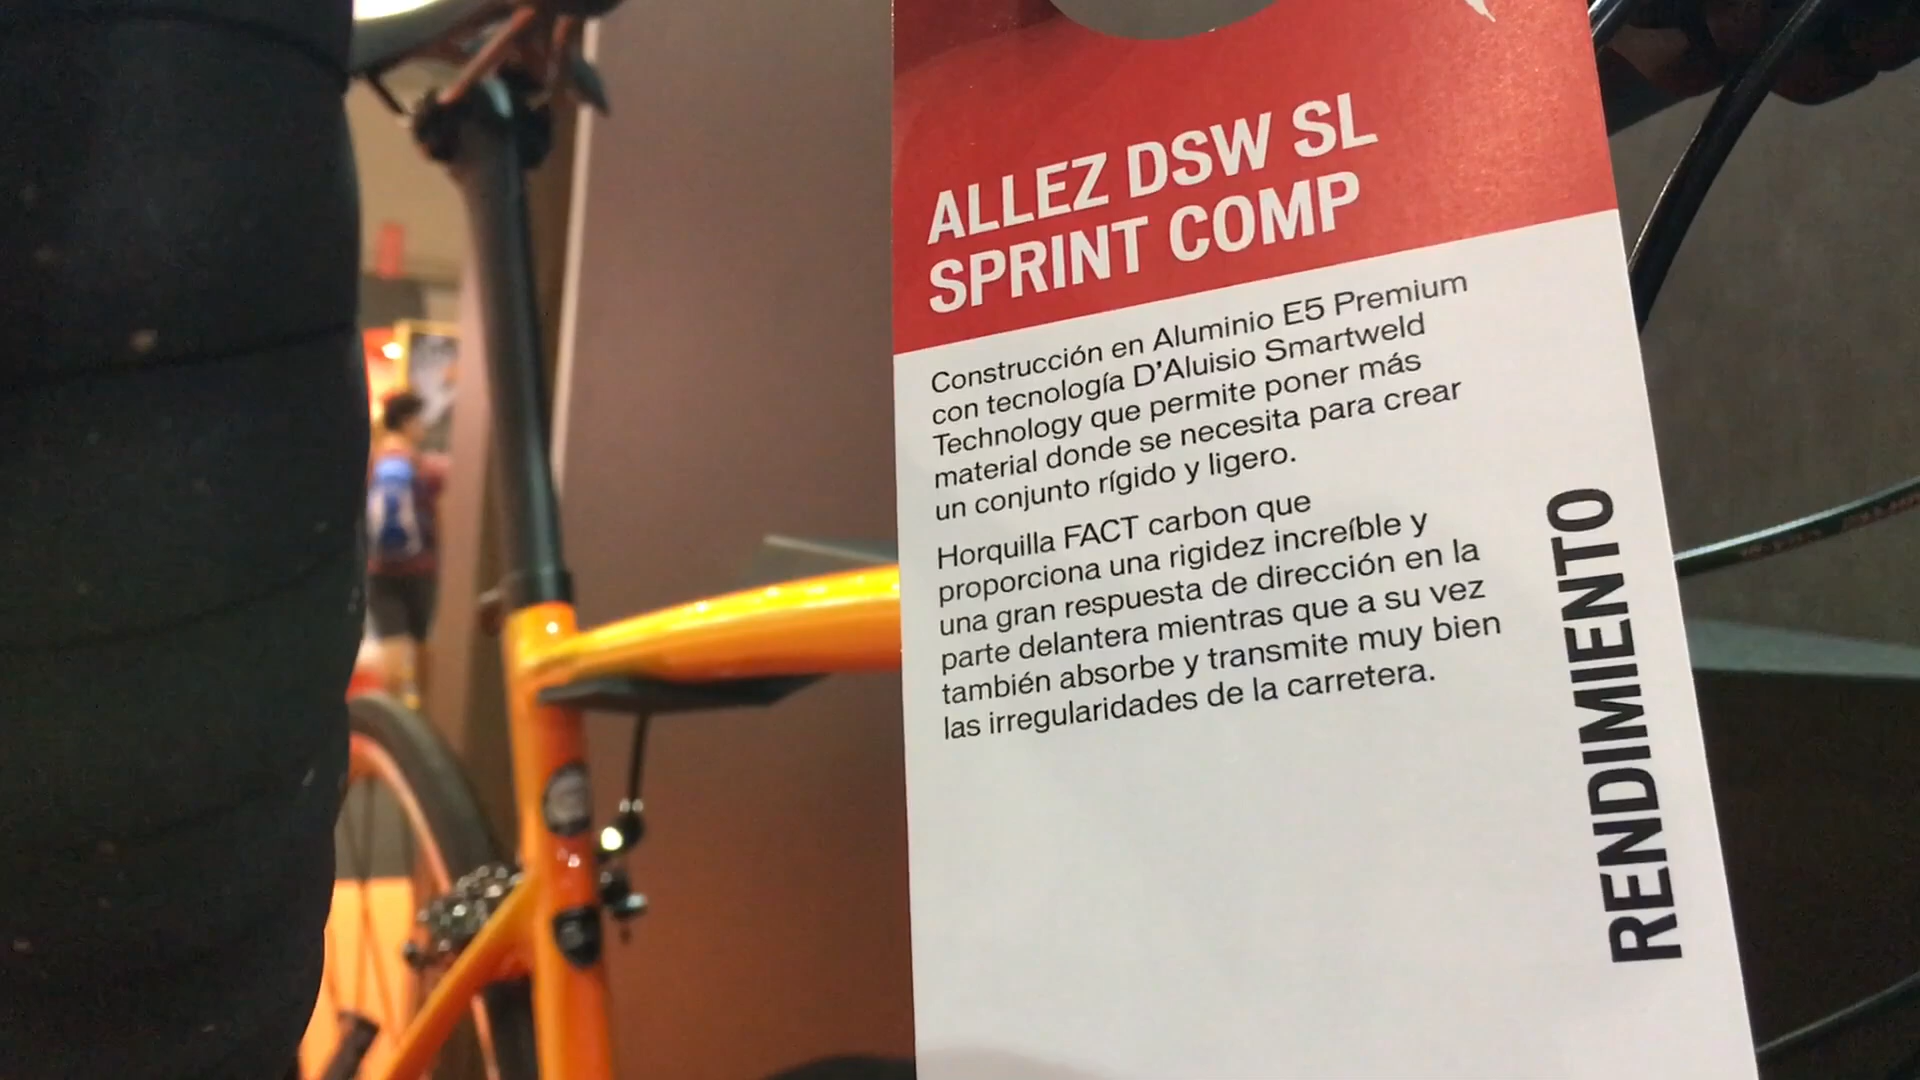 ALLEZ DSW SL
SPRINT COMP
Construcción en Aluminio E5 Premium
con tecnología D'Aluisio Smartweld
Technology que permite poner más
material donde se necesita para crear
un conjunto rígido y ligero.
Horquilla FACT carbon que
proporciona una rigidez increíble y
una gran respuesta de dirección en la
parte delantera mientras que a su vez
también absorbe y transmite muy bien
las irregularidades de la carretera.
RENDIMIENTO